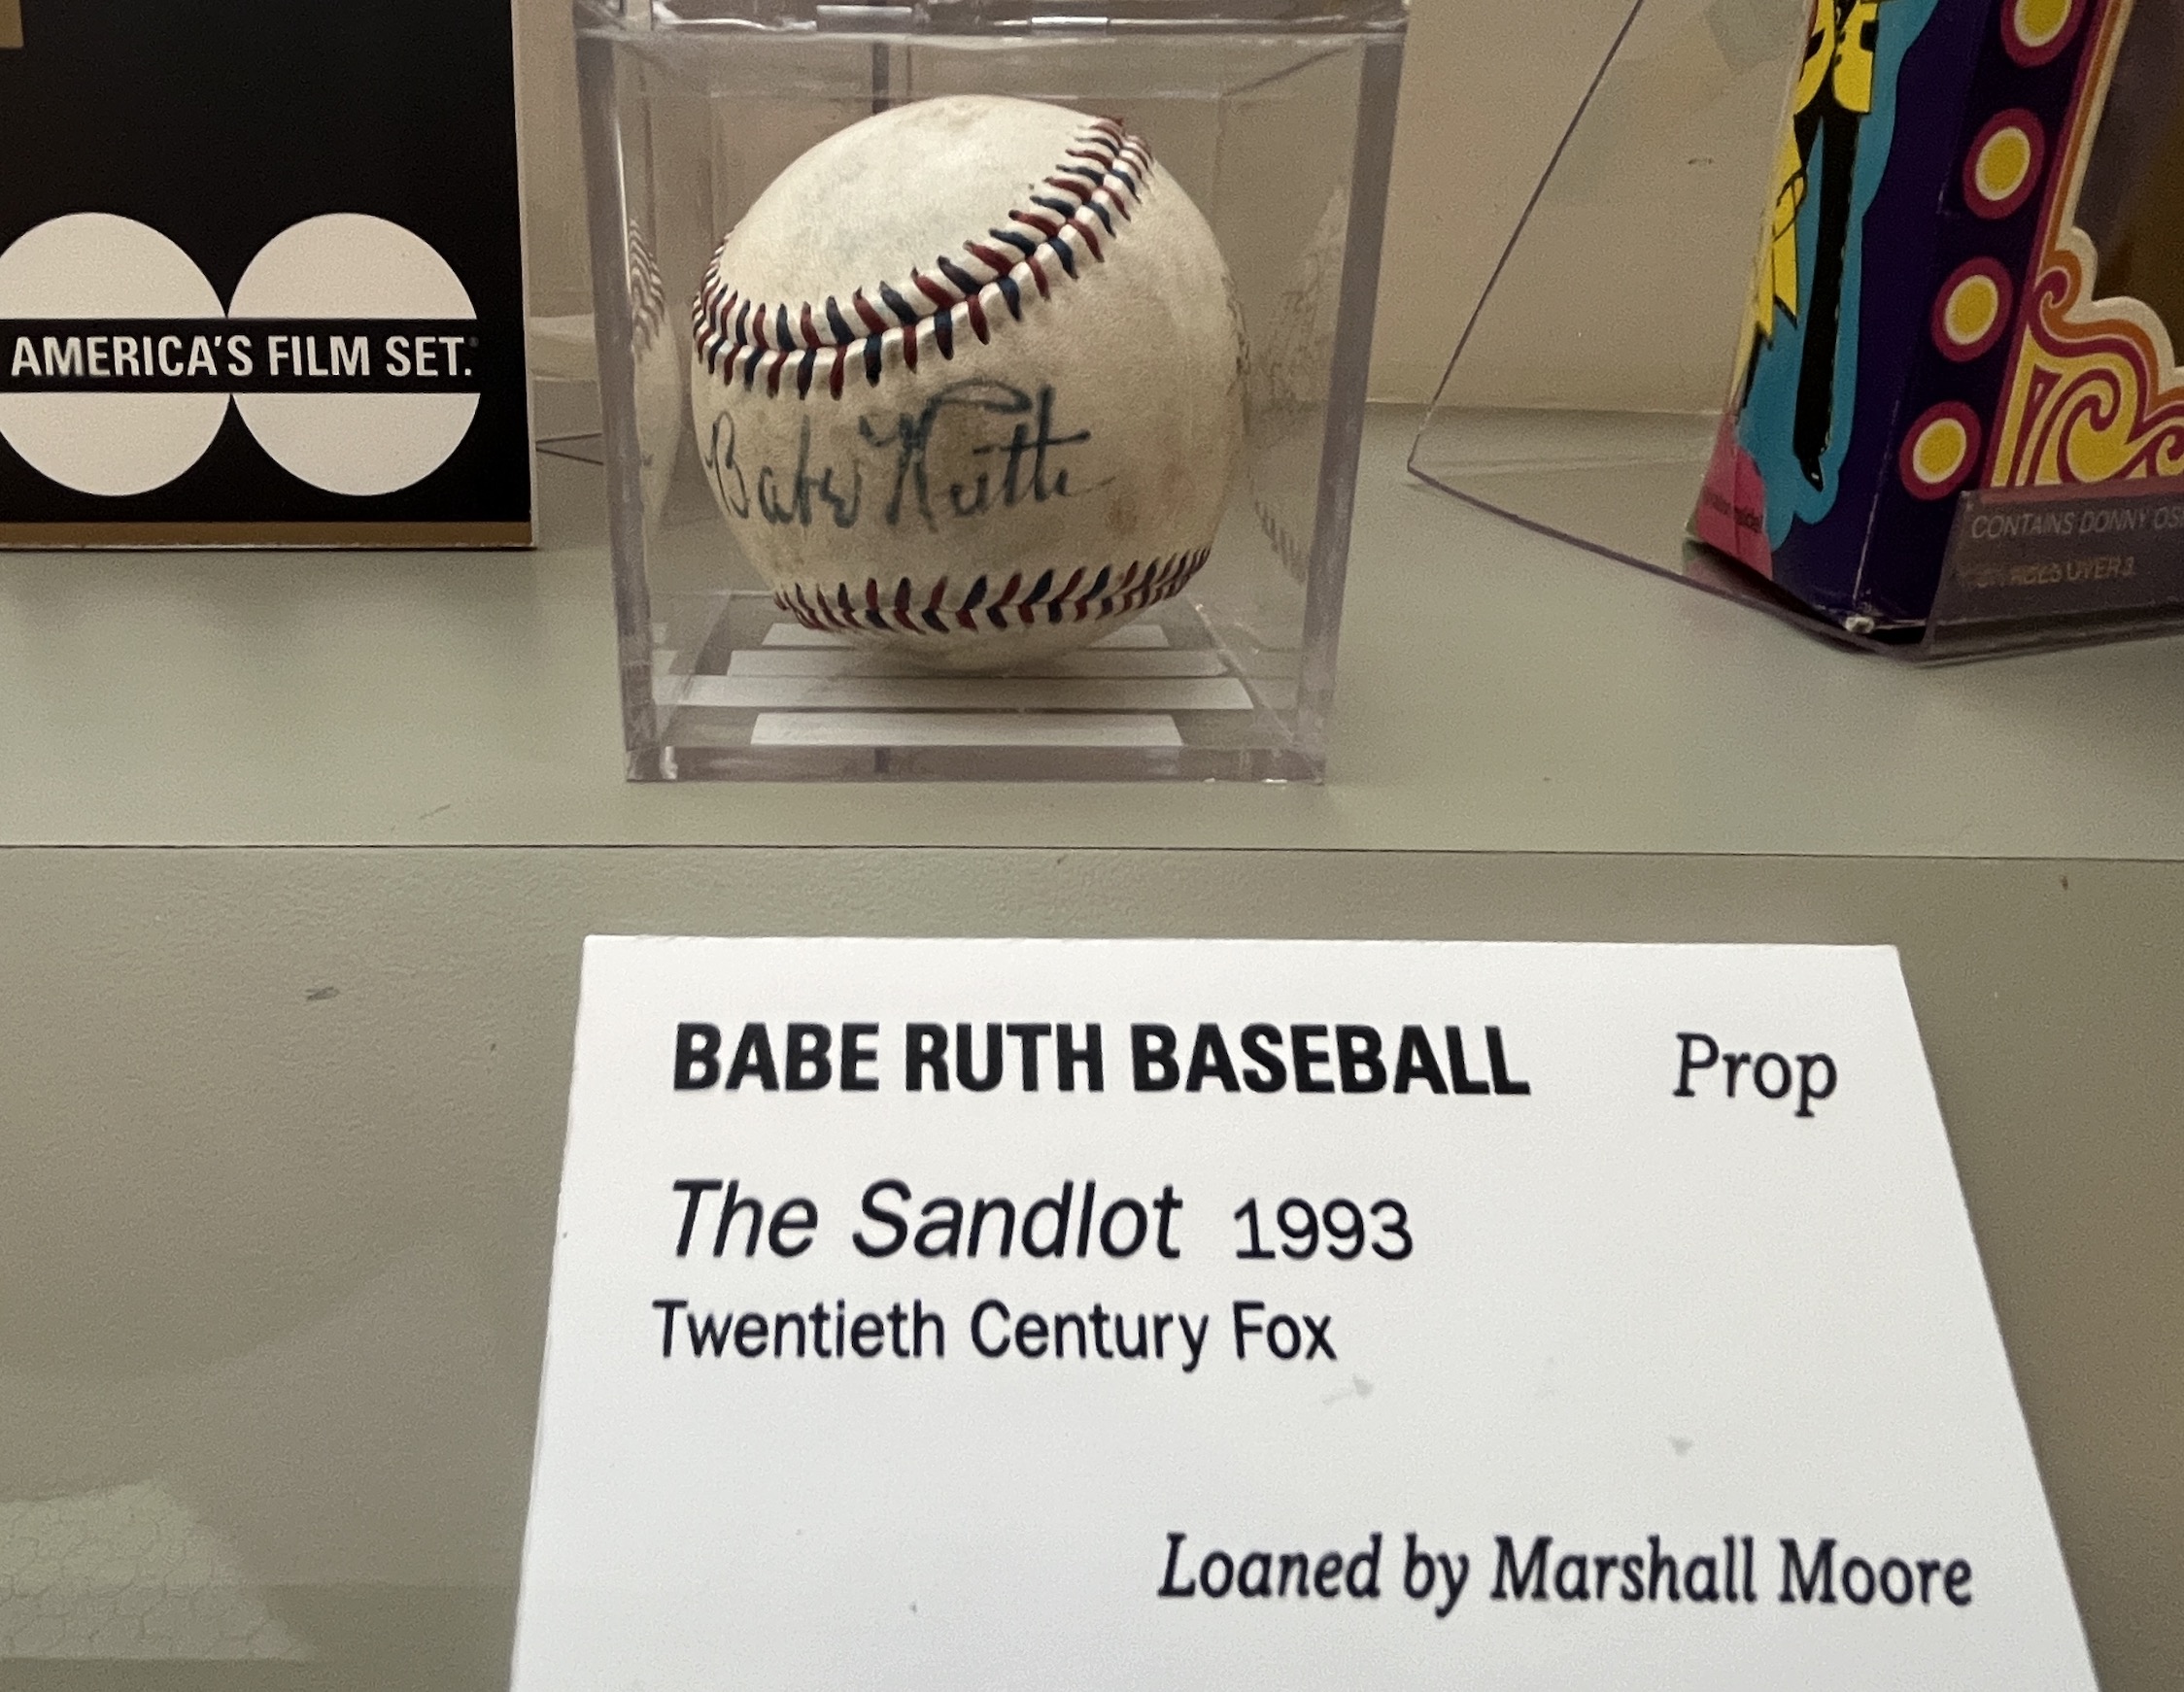 AMERICA'S FILM SET.
Babe Ruth
CONTAINS DONNY
BABE RUTH BASEBALL Prop
The Sandlot 1993
Twentieth Century Fox
Loaned by Marshall Moore